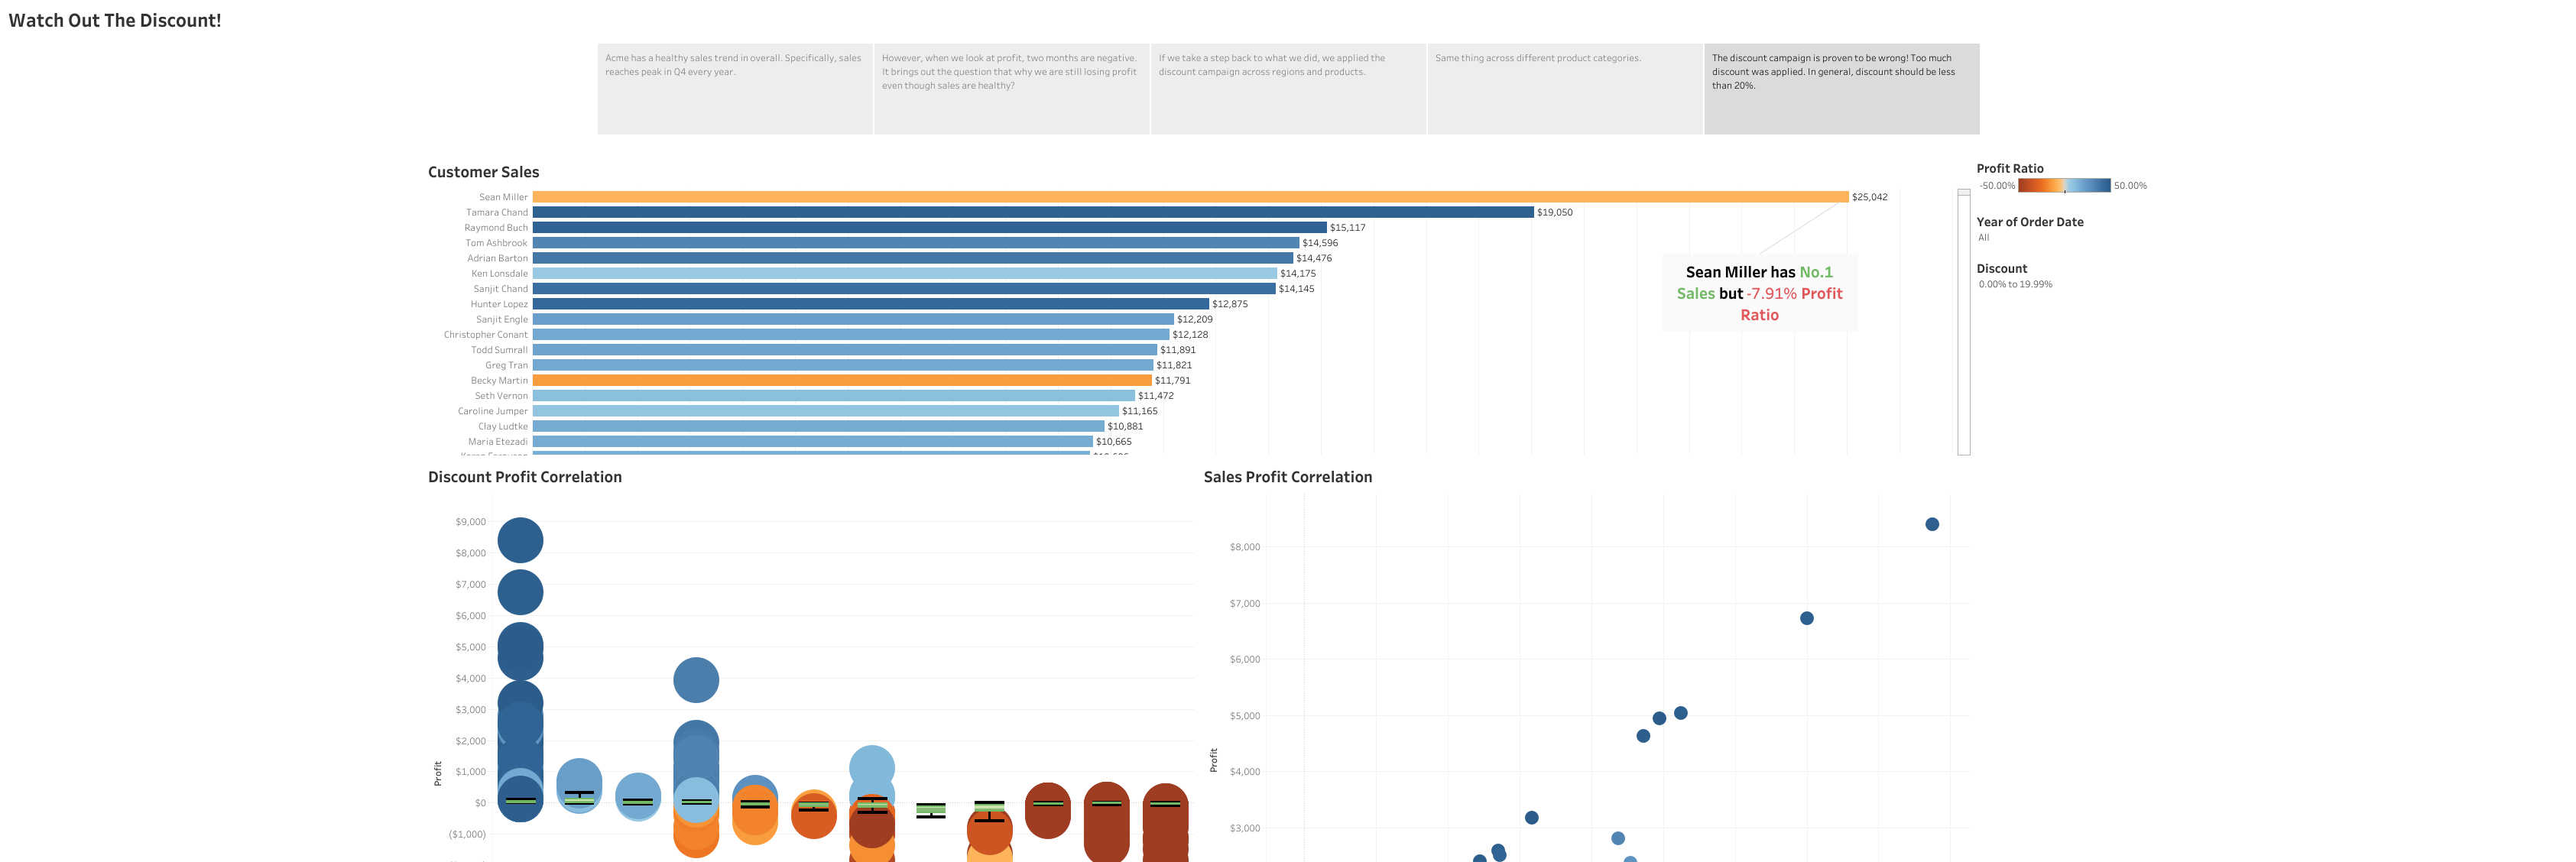 Watch Out The Discount!
Acme has a healthy sales trend in overall. Specifically, sales
reaches peak in Q4 every year.
However, when we look at profit, two months are negative.
It brings out the question that why we are still losing profit
even though sales are healthy?
If we take a step back to what we did, we applied the
discount campaign across regions and products.
Same thing across different product categories.
The discount campaign is proven to be wrong! Too much
discount was applied. In general, discount should be less
than 20%.
Customer Sales
Sean Miller $25,042
Tamara Chand $19,050
Raymond Buch $15,117
Tom Ashbrook $14,596
Adrian Barton $14,476
Ken Lonsdale $14,175
Sanjit Chand $14,145
Hunter Lopez $12,875
Sanjit Engle $12,209
Christopher Conant $12,128
Todd Sumrall $11,891
Greg Tran $11,821
Becky Martin $11,791
Seth Vernon $11,472
Caroline Jumper $11,165
Clay Ludtke $10,881
Maria Etezadi $10,665
Sean Miller has No.1
Sales but -7.91% Profit
Ratio
Profit Ratio
-50.00% 50.00%
Year of Order Date
All
Discount
0.00% to 19.99%
Discount Profit Correlation
$9,000
$8,000
$7,000
$6,000
$5,000
$4,000
$3,000
$2,000
$1,000
$0
($1,000)
Profit
Sales Profit Correlation
$8,000
$7,000
$6,000
$5,000
$4,000
$3,000
Profit